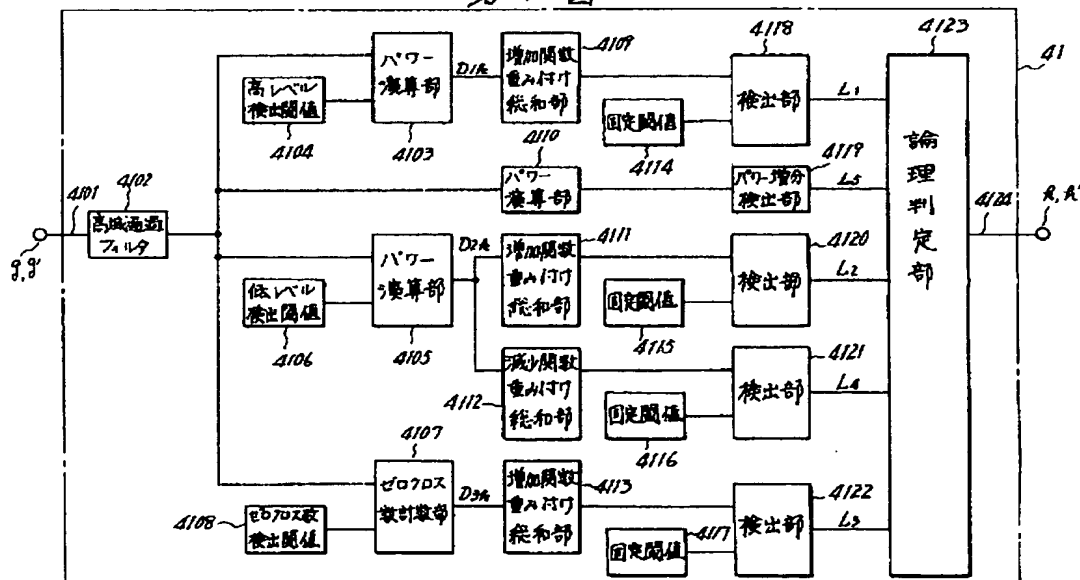 4118
4123
4109
41
パワー
演算部
D1k
増加関数
重み付け
総和部
高レベル
検出閾値
4104
4103
固定閾値
4114
検出部
L1
4110
4119
4101
4102
高域通過
フィルタ
g,g'
パワー
演算部
パワー増分
検出部
L5
論理判定部
4124
4111
4120
パワー
演算部
D2k
増加関数
重み付け
総和部
低レベル
検出閾値
4106
4105
固定閾値
4115
検出部
L2
4121
4112
減少関数
重み付け
総和部
固定閾値
4116
検出部
L4
4107
4113
4122
ゼロクロス
数計数部
D3k
増加関数
重み付け
総和部
4108
ゼロクロス数
検出閾値
4117
固定閾値
検出部
L3